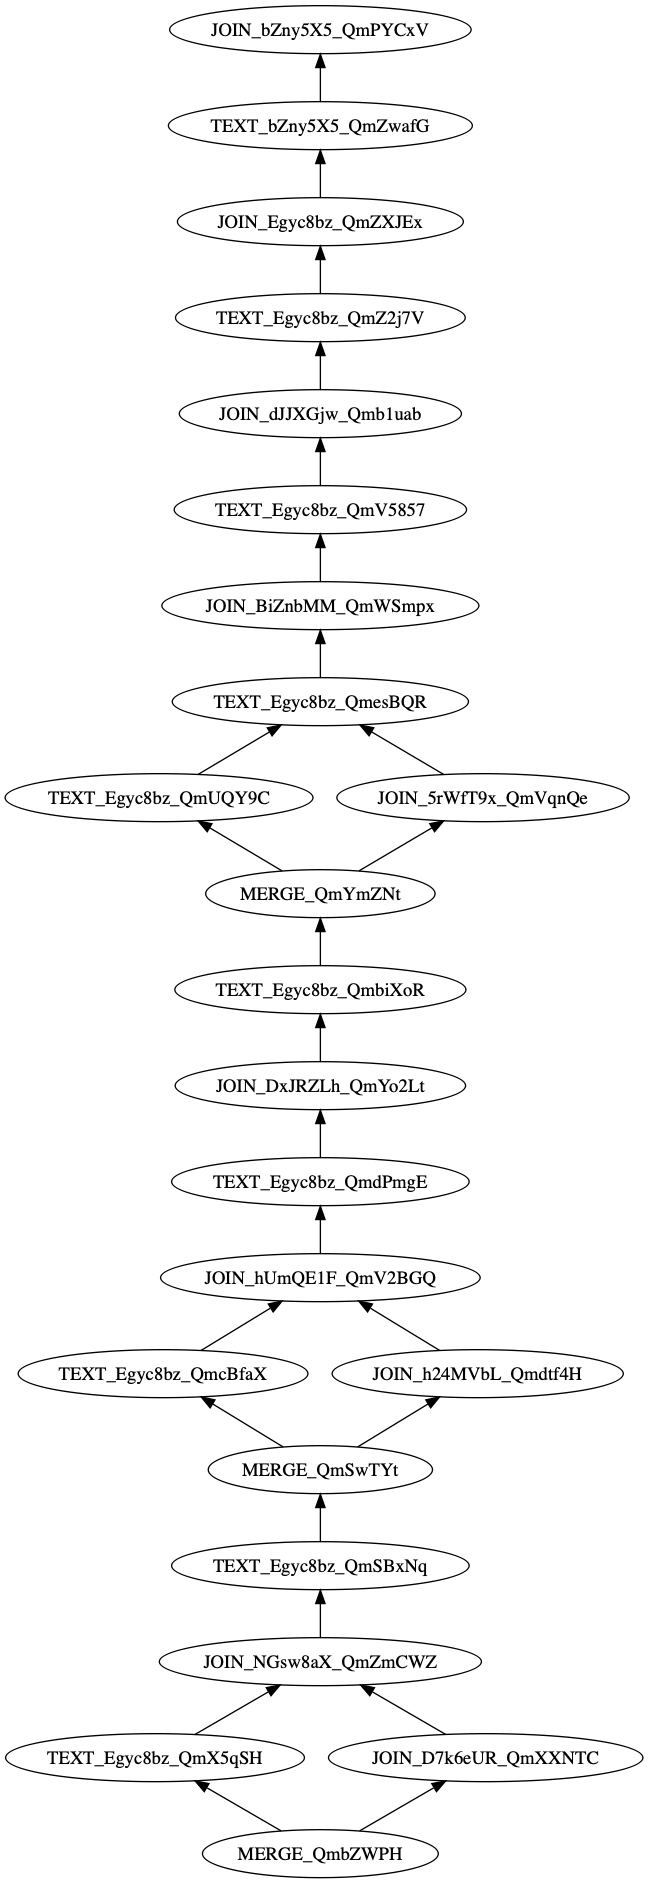 JOIN_bZny5X5_QmPYCxV
TEXT_bZny5X5_QmZwafG
JOIN_Egyc8bz_QmZXJEx
TEXT_Egyc8bz_QmZ2j7V
JOIN_dJJXGjw_Qmb1uab
TEXT_Egyc8bz_QmV5857
JOIN_BiZnbMM_QmWSmpx
TEXT_Egyc8bz_QmesBQR
TEXT_Egyc8bz_QmUQY9C
JOIN_5rWfT9x_QmVqnQe
MERGE_QmYmZNt
TEXT_Egyc8bz_QmbiXoR
JOIN_DxJRZLh_QmYo2Lt
TEXT_Egyc8bz_QmdPmgE
JOIN_hUmQE1F_QmV2BGQ
TEXT_Egyc8bz_QmcBfaX
JOIN_h24MVbL_Qmdtf4H
MERGE_QmSwTYt
TEXT_Egyc8bz_QmSBxNq
JOIN_NGsw8aX_QmZmCWZ
TEXT_Egyc8bz_QmX5qSH
JOIN_D7k6eUR_QmXXNTC
MERGE_QmbZWPH